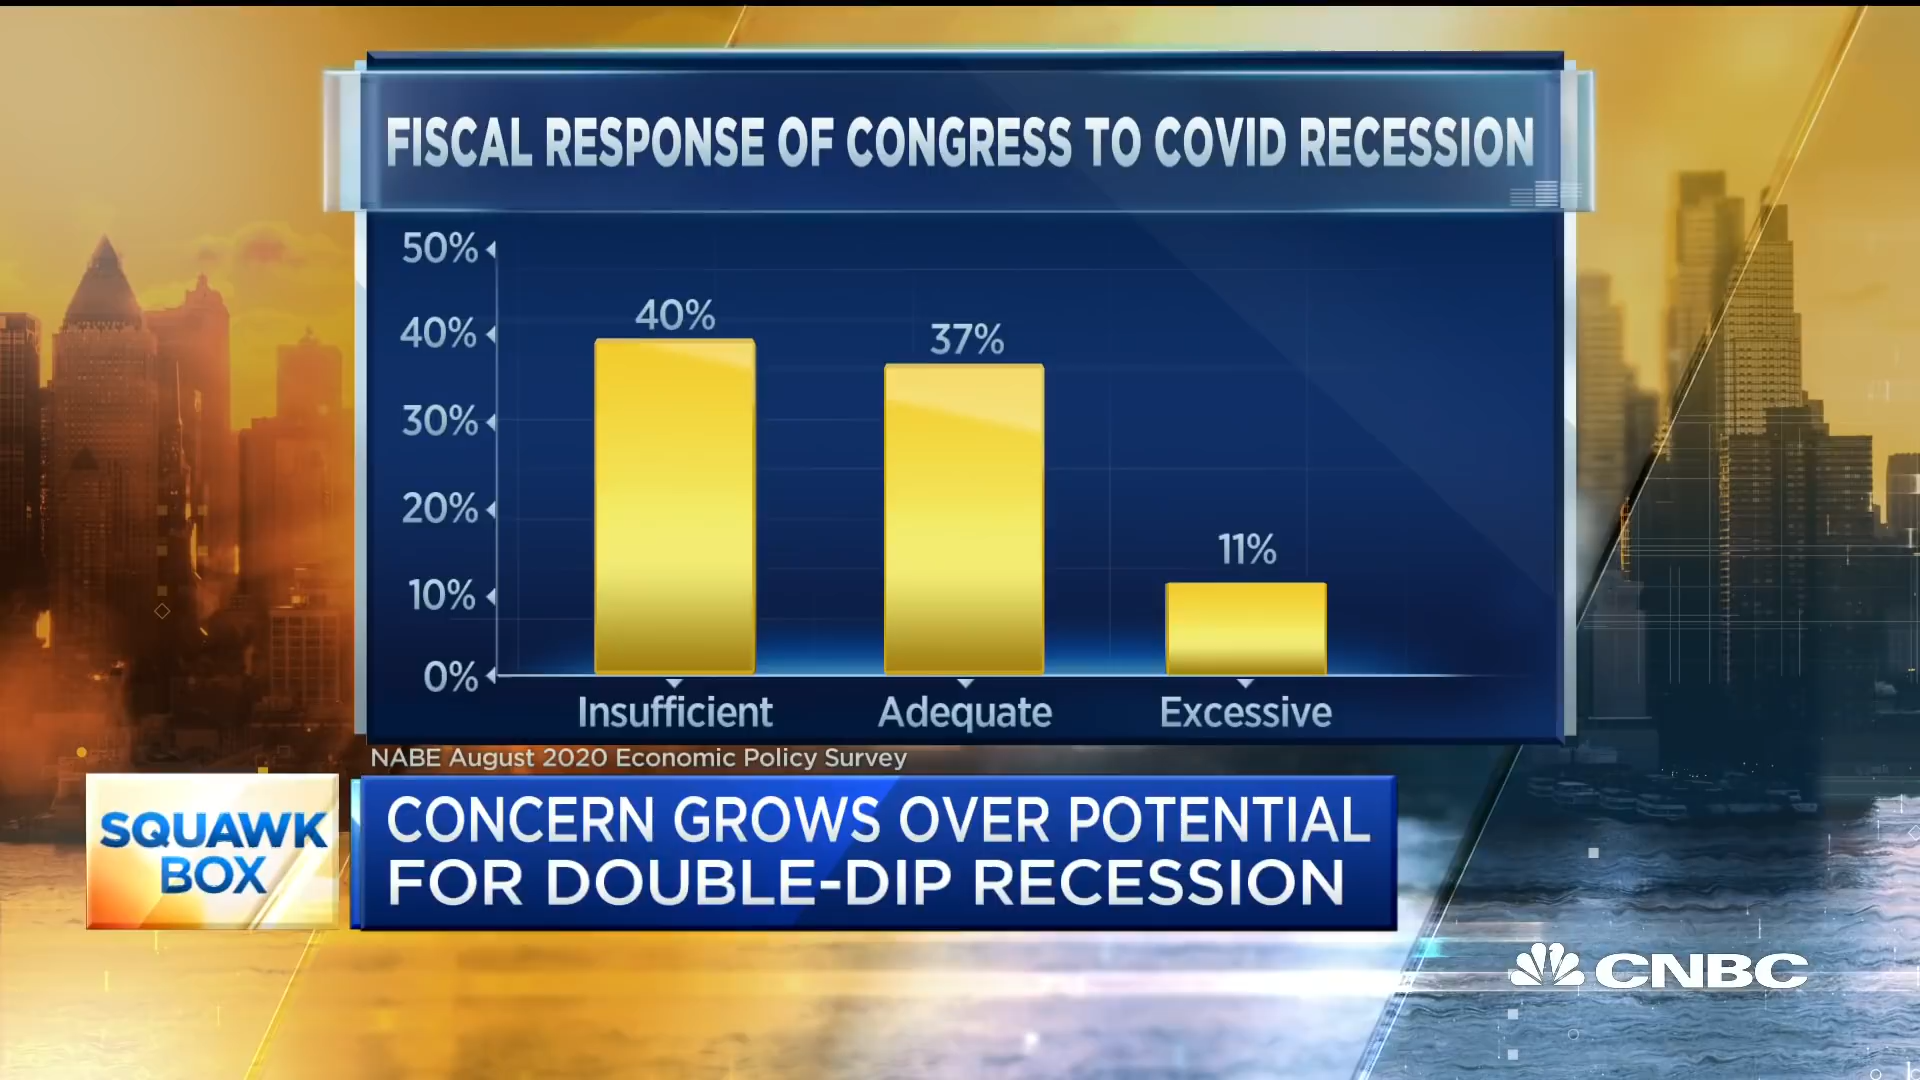 FISCAL RESPONSE OF CONGRESS TO COVID RECESSION
50%
40%
30%
20%
10%
0%
40%
37%
11%
Insufficient
Adequate
Excessive
NABE August 2020 Economic Policy Survey
SQUAWK
BOX
CONCERN GROWS OVER POTENTIAL
FOR DOUBLE-DIP RECESSION
CNBC